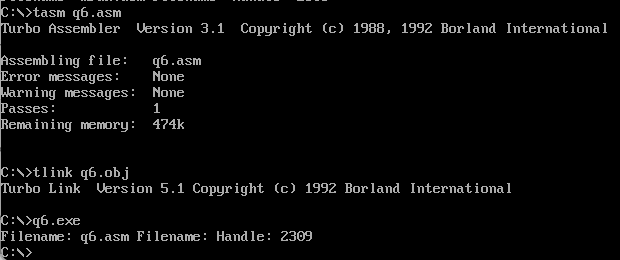 C:\>tasm q6.asm
Turbo Assembler  Version 3.1  Copyright (c) 1988, 1992 Borland International
Assembling file:   q6.asm
Error messages:    None
Warning messages:  None
Passes:            1
Remaining memory:  474k
C:\>tlink q6.obj
Turbo Link  Version 5.1 Copyright (c) 1992 Borland International
C:\>q6.exe
Filename: q6.asm Filename: Handle: 2309
C:\>